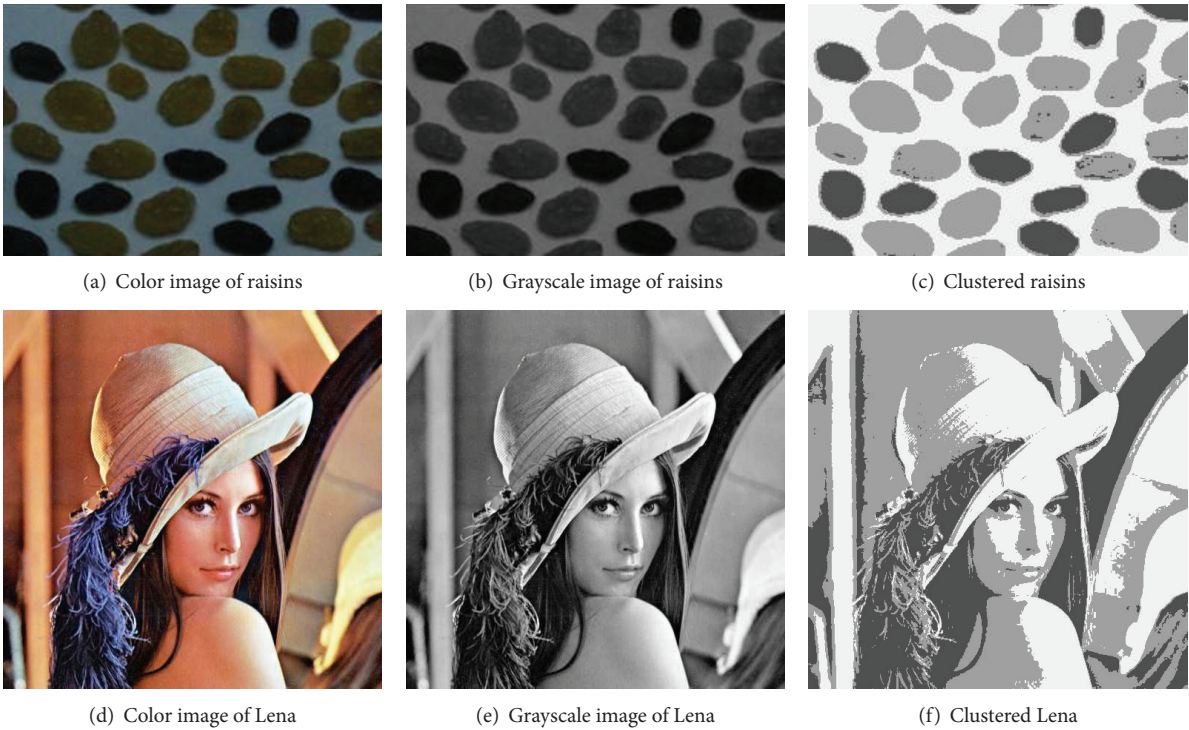 (a) Color image of raisins
(b) Grayscale image of raisins
(c) Clustered raisins
(d) Color image of Lena
(e) Grayscale image of Lena
(f) Clustered Lena